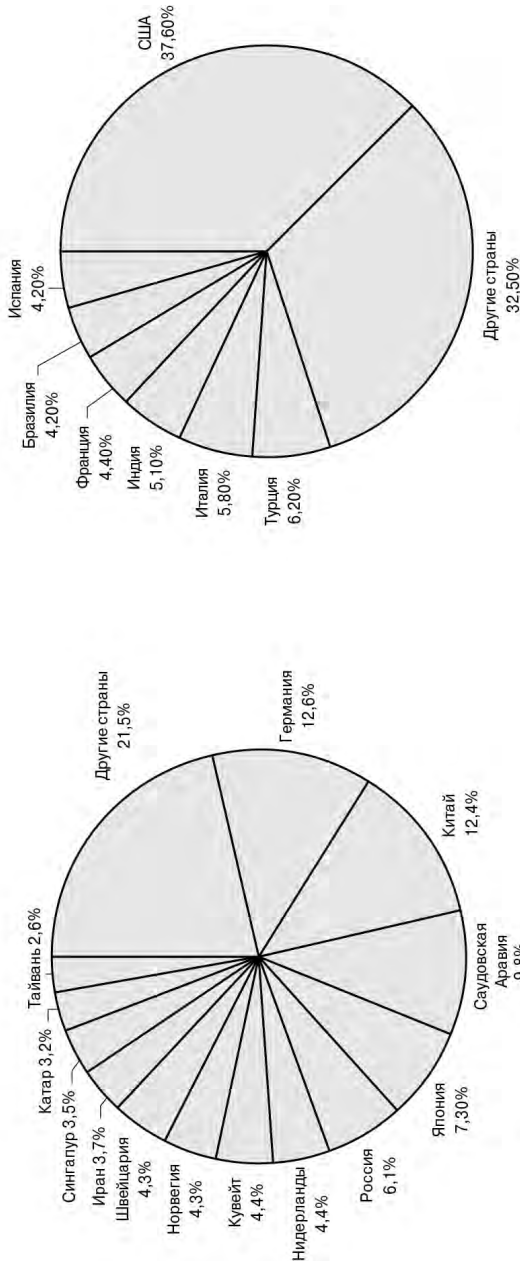 Тайвань 2,6%
Катар 3,2%
Сингапур 3,5%
Иран 3,7%
Швейцария
4,3%
Норвегия
4,3%
Кувейт
4,4%
Нидерланды
4,4%
Россия
6,1%
Япония
7,30%
Саудовская
Аравия
9,8%
Китай
12,4%
Германия
12,6%
Другие страны
21,5%
Испания
4,20%
Бразилия
4,20%
Франция
4,40%
Индия
5,10%
Италия
5,80%
Турция
6,20%
Другие страны
32,50%
США
37,60%